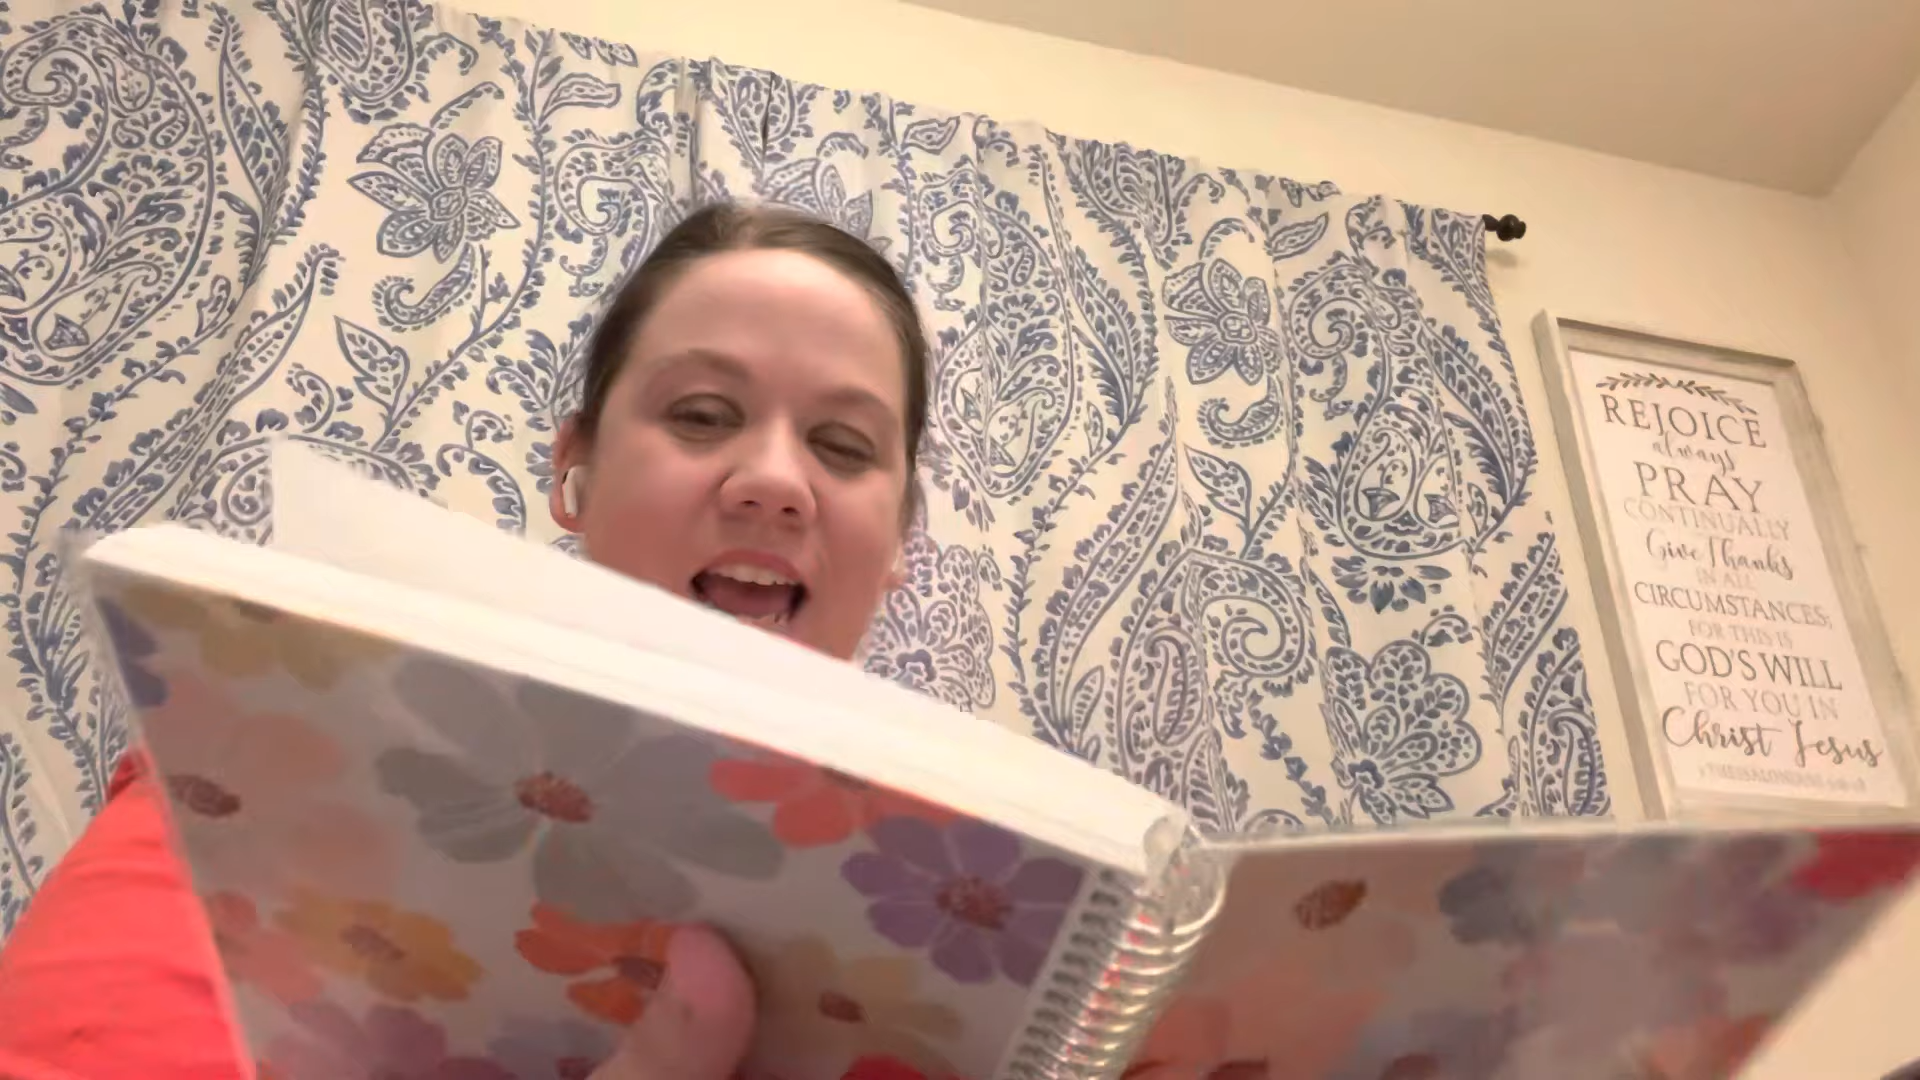 REJOICE
always
PRAY
CONTINUALLY
Give Thanks
IN ALL
CIRCUMSTANCES;
FOR THIS IS
GOD'S WILL
FOR YOU IN
Christ Jesus
THESSALONIANS